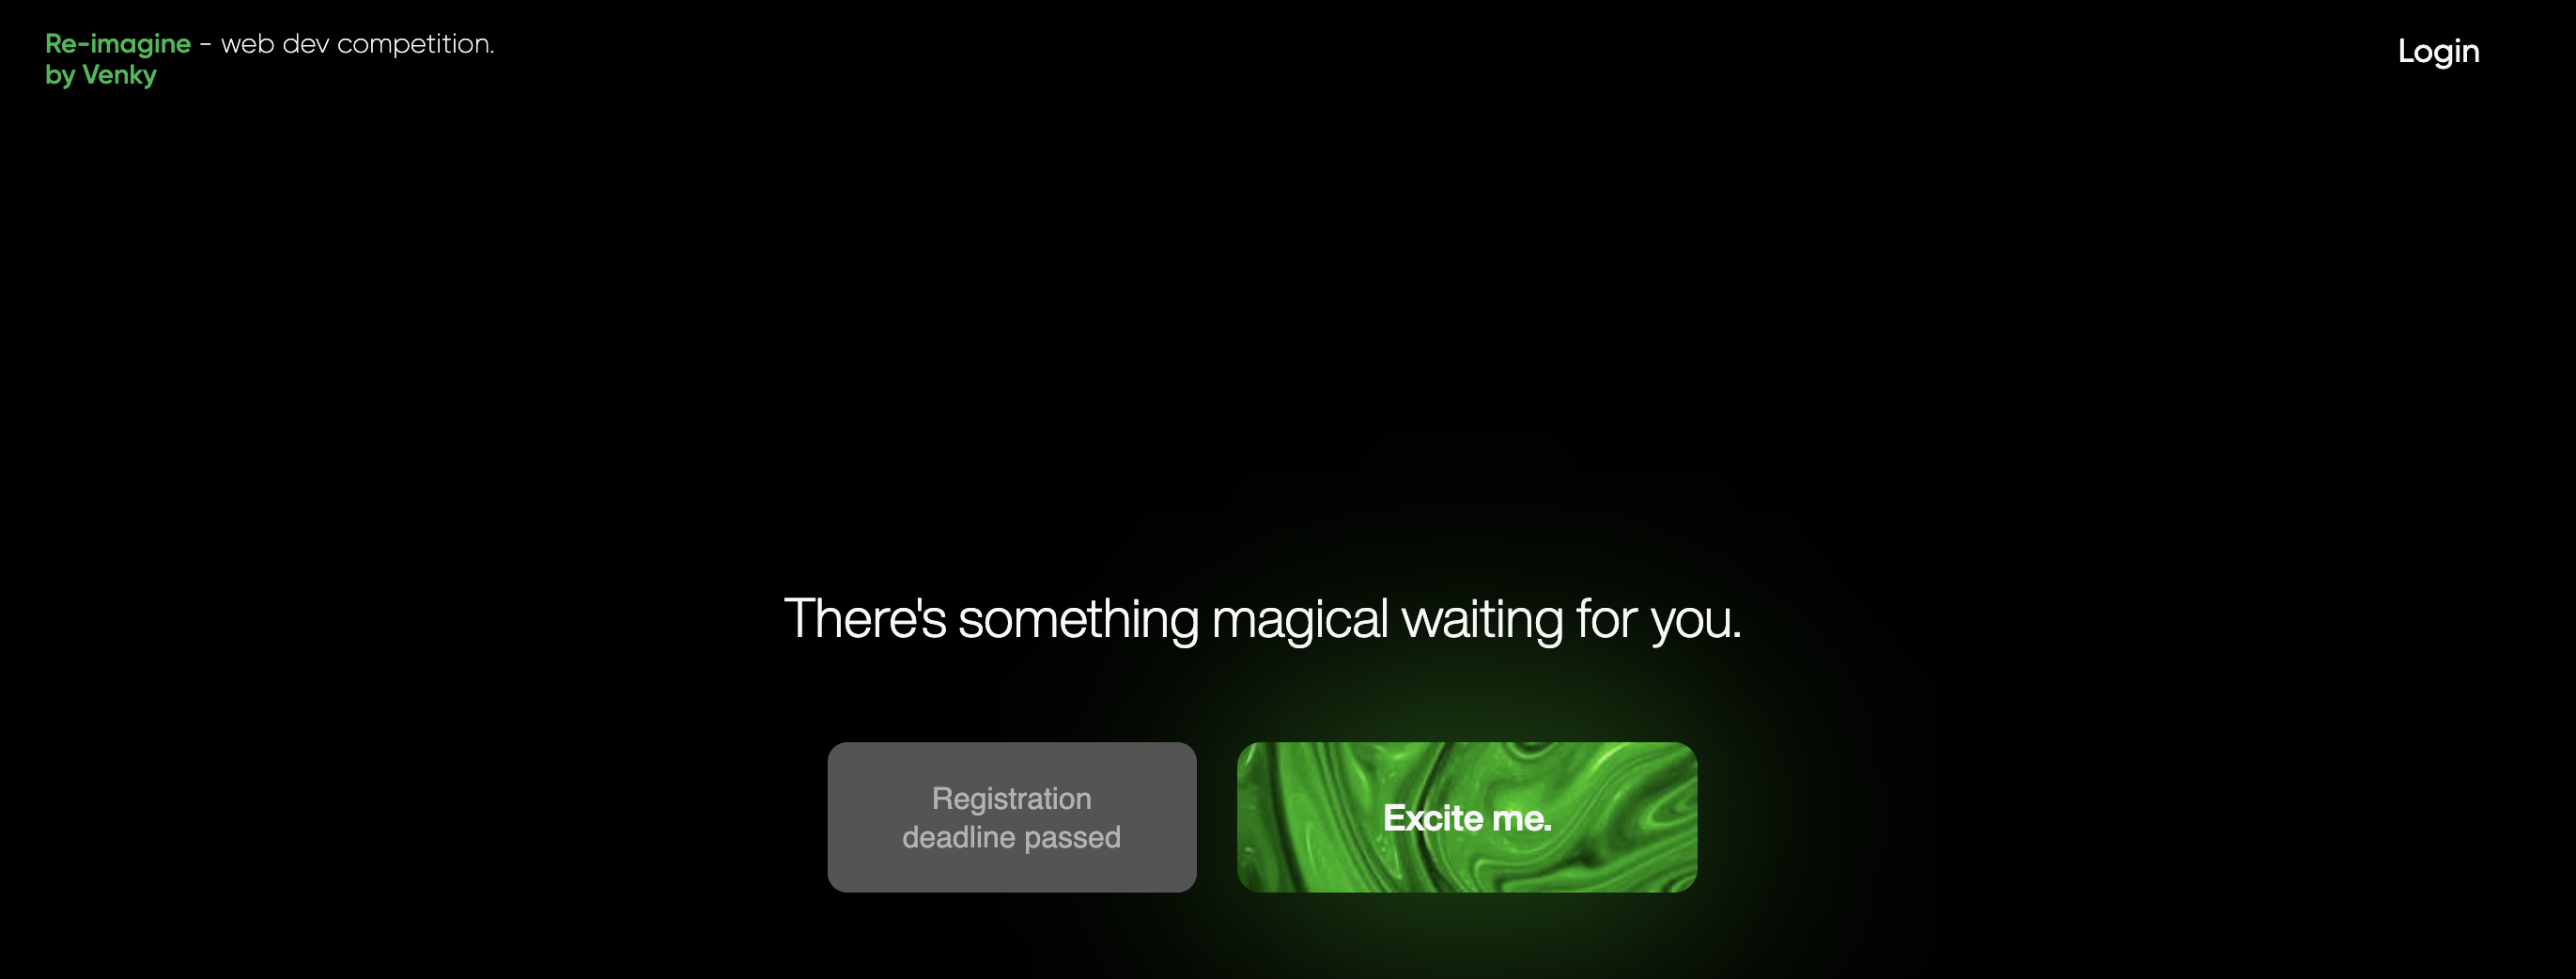 Re-imagine - web dev competition.
by Venky
Login
There's something magical waiting for you.
Registration
deadline passed
Excite me.